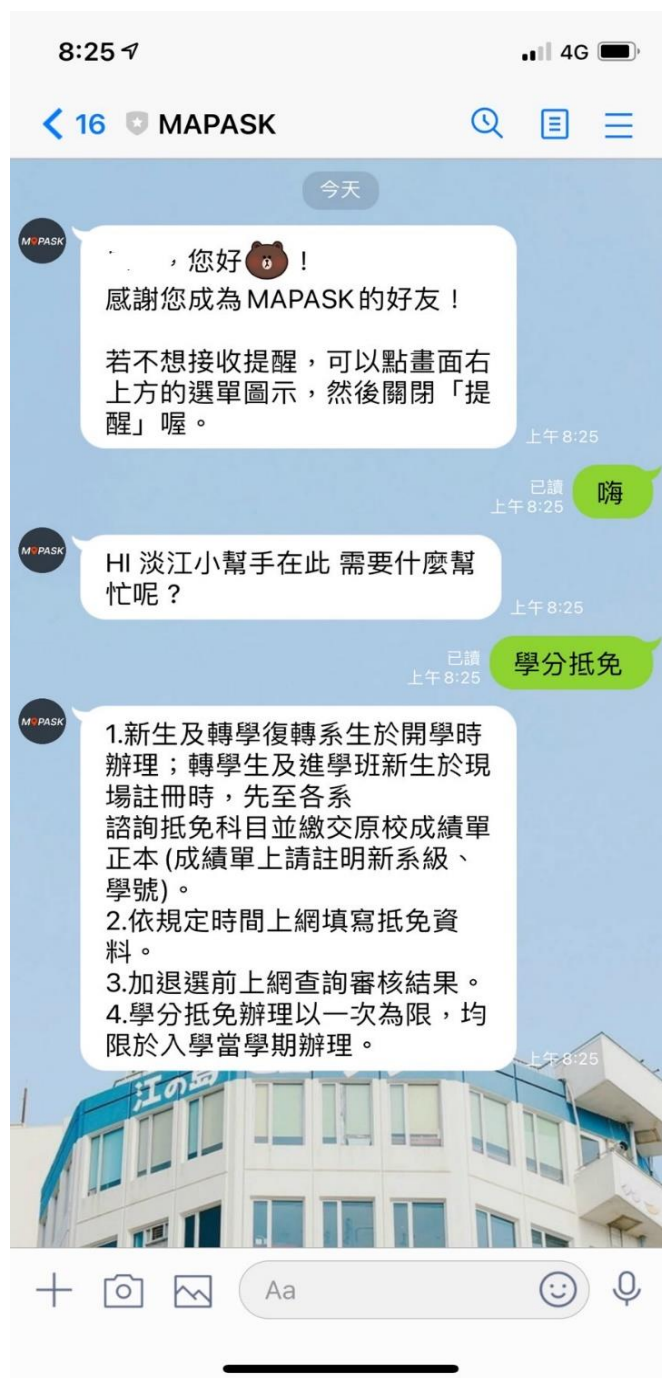 8:25
4G
16 MAPASK
今天
MAPASK
，您好！
感謝您成為MAPASK的好友！
若不想接收提醒，可以點畫面右
上方的選單圖示，然後關閉「提
醒」喔。
上午8:25
已讀
上午8:25
嗨
MAPASK
HI 淡江小幫手在此 需要什麼幫
忙呢？
上午8:25
已讀
上午8:25
學分抵免
MAPASK
1.新生及轉學復轉系生於開學時
辦理；轉學生及進學班新生於現
場註冊時，先至各系
諮詢抵免科目並繳交原校成績單
正本(成績單上請註明新系級、
學號)。
2.依規定時間上網填寫抵免資
料。
3.加退選前上網查詢審核結果。
4.學分抵免辦理以一次為限，均
限於入學當學期辦理。
上午8:25
江の島
Aa